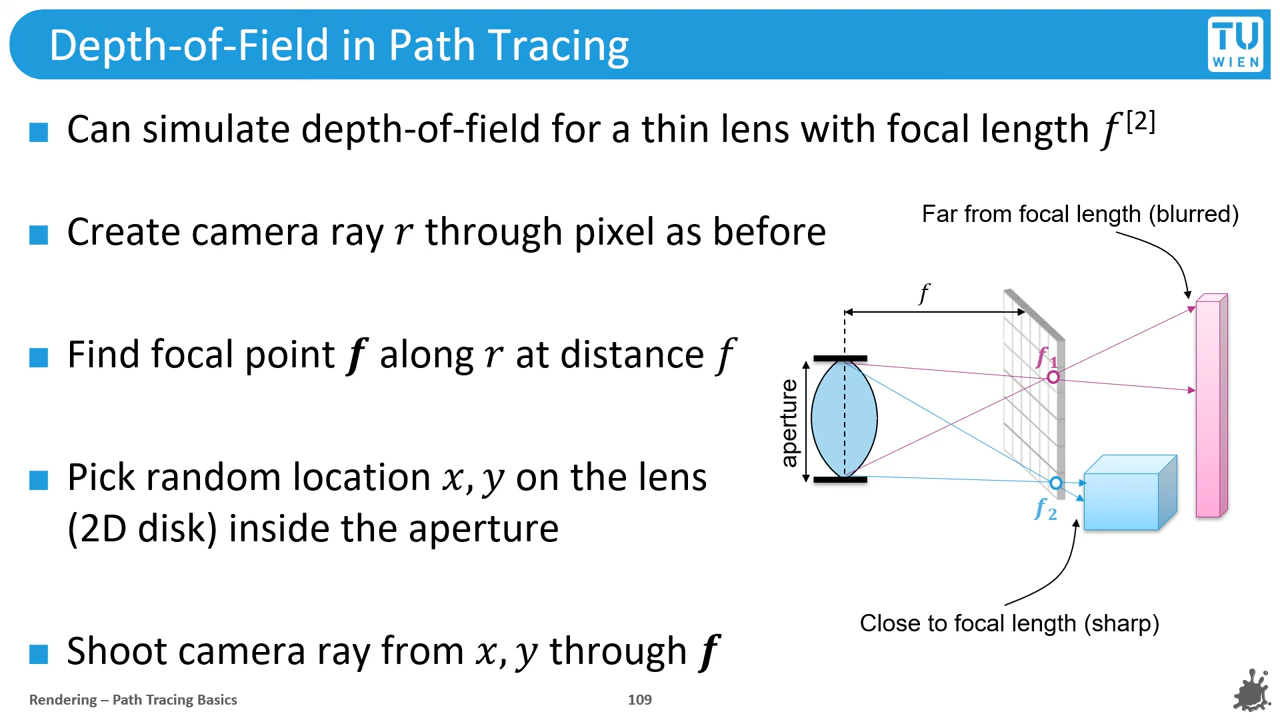 Depth-of-Field in Path Tracing
TU
WIEN
Can simulate depth-of-field for a thin lens with focal length f[2]
Create camera ray r through pixel as before
Find focal point f along r at distance f
Pick random location x, y on the lens
(2D disk) inside the aperture
Shoot camera ray from x, y through f
Far from focal length (blurred)
f
f1
aperture
f2
Close to focal length (sharp)
Rendering – Path Tracing Basics
109